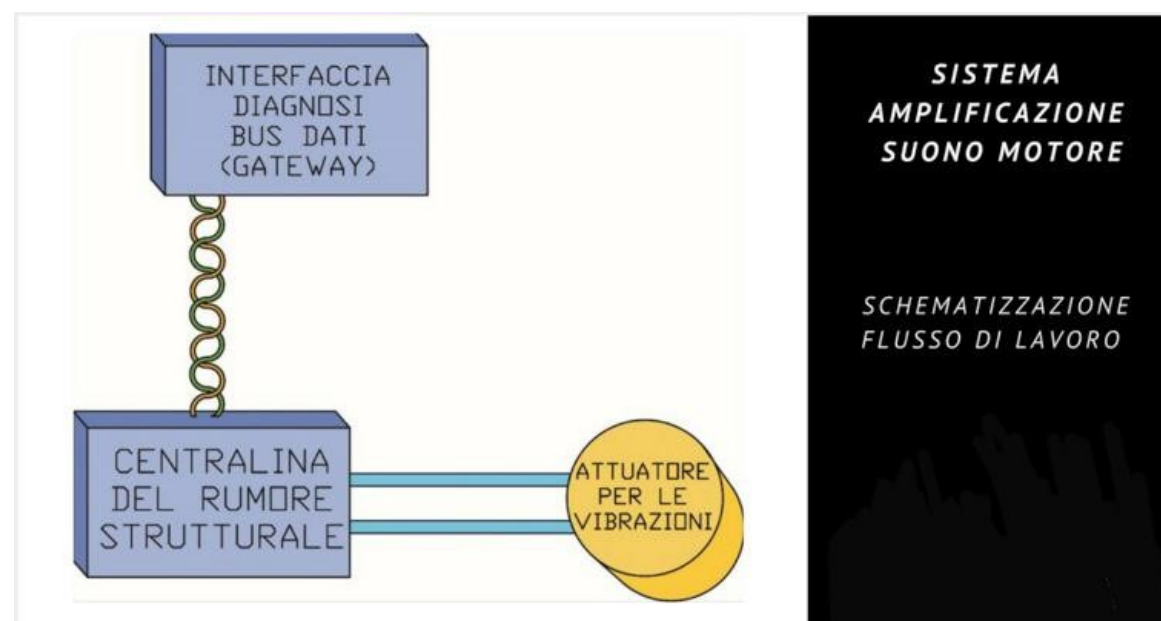 INTERFACCIA
DIAGNOSI
BUS DATI
(GATEWAY)
CENTRALINA
DEL RUMORE
STRUTTURALE
ATTUATORE
PER LE
VIBRAZIONI
SISTEMA
AMPLIFICAZIONE
SUONO MOTORE
SCHEMATIZZAZIONE
FLUSSO DI LAVORO